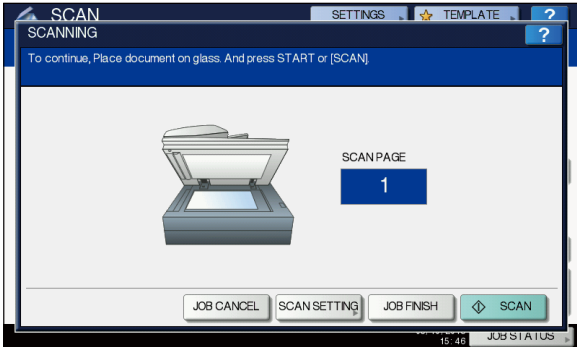 SCAN
SETTINGS
TEMPLATE
?
SCANNING
?
To continue, Place document on glass. And press START or [SCAN].
SCAN PAGE
1
JOB CANCEL
SCAN SETTING
JOB FINISH
SCAN
15:46
JOB STATUS